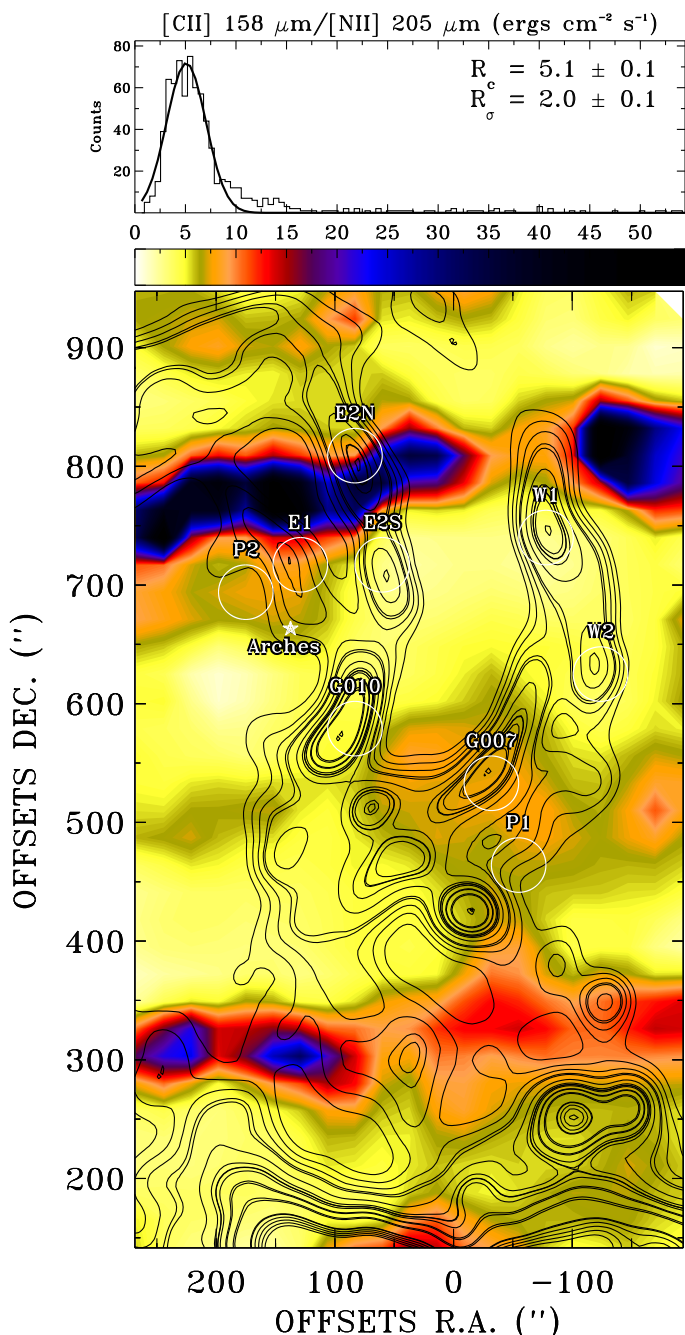 [CII] 158 μm/[NII] 205 μm (ergs cm⁻² s⁻¹)
80
60
40
20
Counts
R_c = 5.1 ± 0.1
R_σ = 2.0 ± 0.1
0 5 10 15 20 25 30 35 40 45 50
900
800
700
600
500
400
300
200
OFFSETS DEC. ('')
E2N
W1
E1 E2S
P2
W2
Arches
G010
G007
P1
200 100 0 −100
OFFSETS R.A. ('')